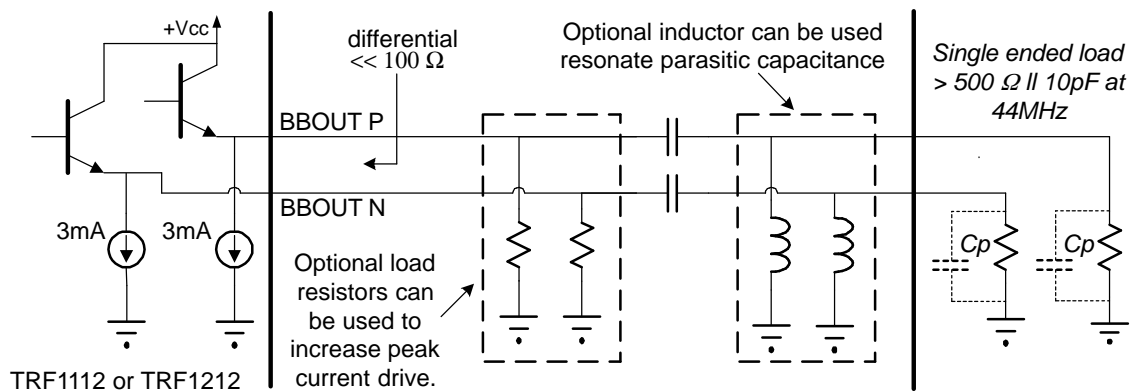 +Vcc
differential
<< 100 Ω
Optional inductor can be used
resonate parasitic capacitance
Single ended load
> 500 Ω ll 10pF at
44MHz
BBOUT P
BBOUT N
3mA
3mA
Cp
Cp
Optional load
resistors can
be used to
increase peak
current drive.
TRF1112 or TRF1212